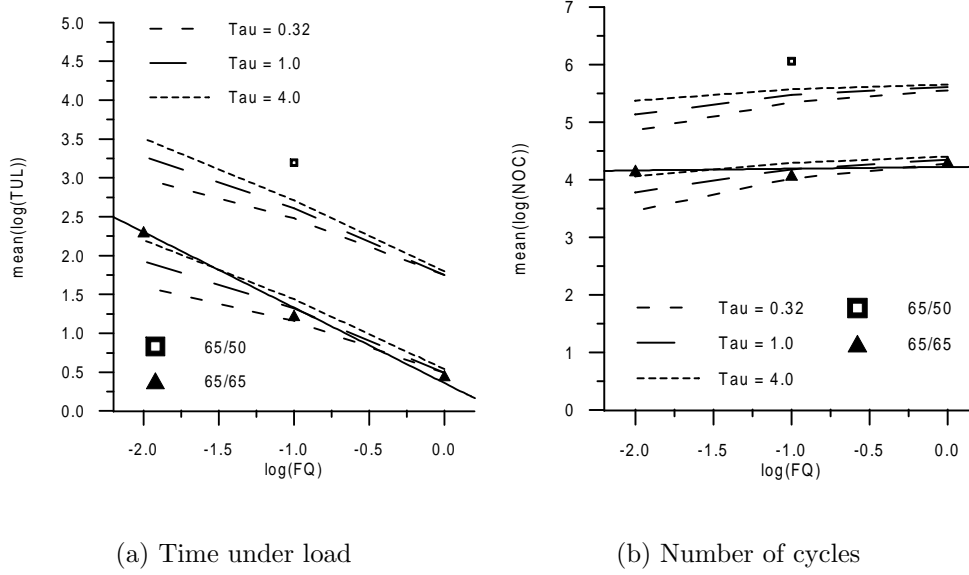 5.0
4.5
4.0
3.5
3.0
2.5
2.0
1.5
1.0
0.5
0.0
mean(log(TUL))
Tau = 0.32
Tau = 1.0
Tau = 4.0
65/50
65/65
-2.0 -1.5 -1.0 -0.5 0.0
log(FQ)
(a) Time under load
7
6
5
4
3
2
1
0
mean(log(NOC))
Tau = 0.32
Tau = 1.0
Tau = 4.0
65/50
65/65
-2.0 -1.5 -1.0 -0.5 0.0
log(FQ)
(b) Number of cycles